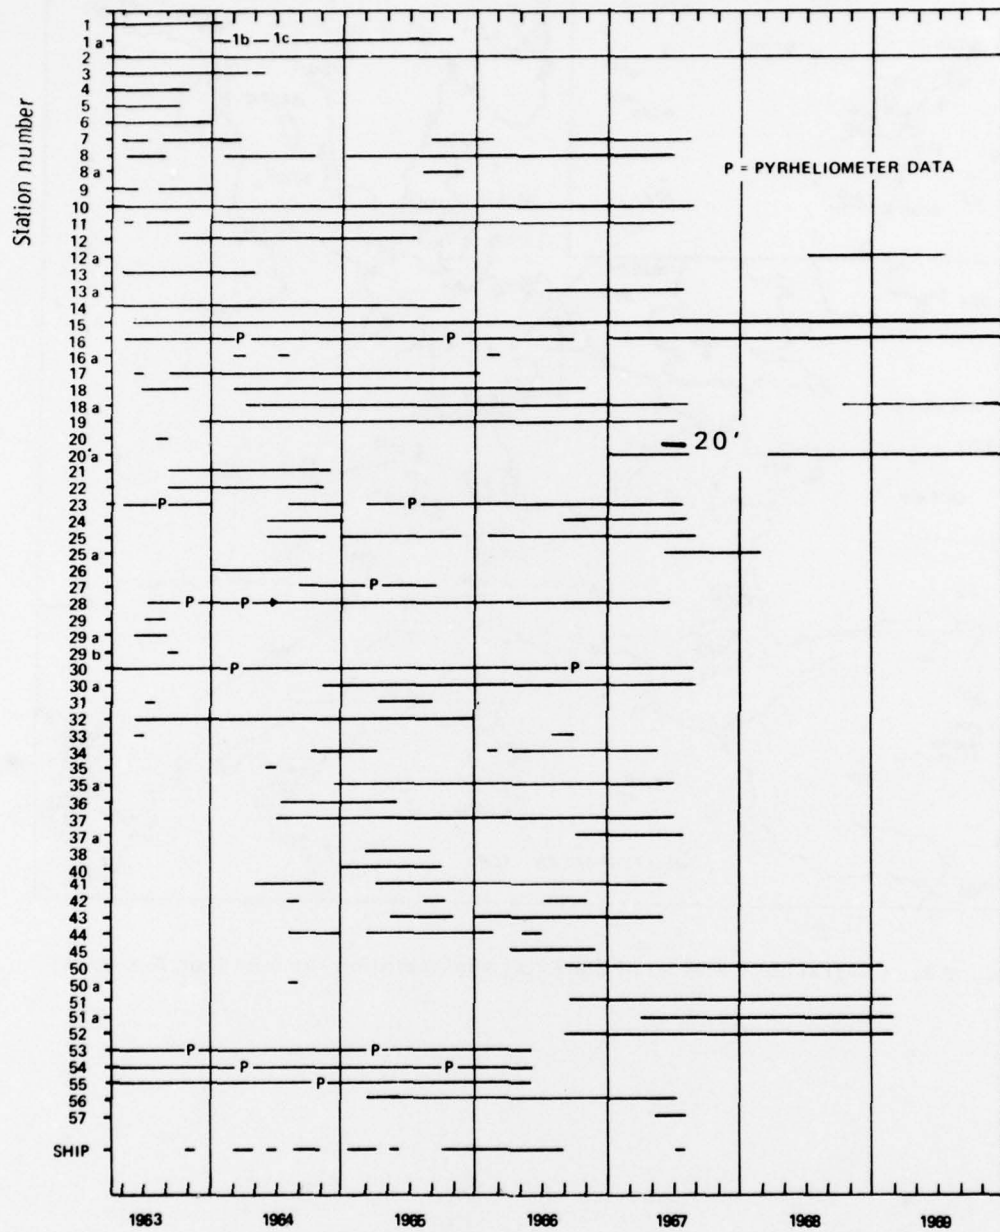 Station number
1
1 a
1b
1c
2
3
4
5
6
7
8
8 a
P = PYRHELIOMETER DATA
9
10
11
12
12 a
13
13 a
14
15
16
P
P
16 a
17
18
18 a
19
20
20'
20'a
21
22
23
P
P
24
25
25 a
26
27
P
28
P
P
29
29 a
29 b
30
P
P
30 a
31
32
33
34
35
35 a
36
37
37 a
38
40
41
42
43
44
45
50
50 a
51
51 a
52
53
P
P
54
P
P
55
P
56
57
SHIP
1963 1964 1965 1966 1967 1968 1969